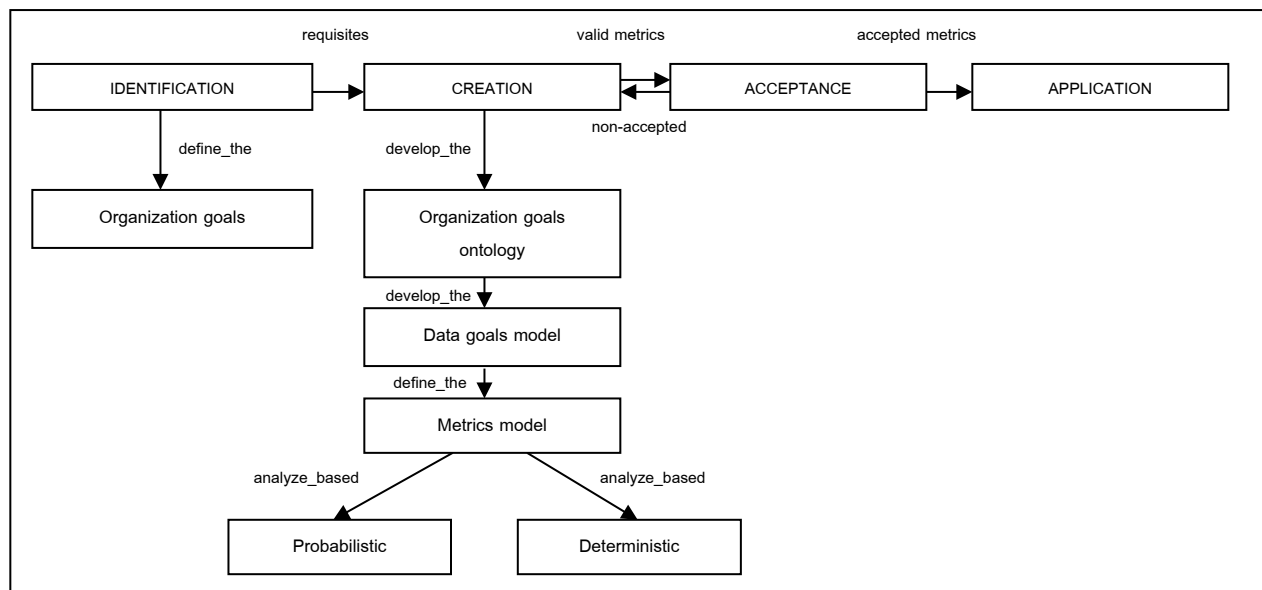 requisites
valid metrics
accepted metrics
IDENTIFICATION
CREATION
ACCEPTANCE
APPLICATION
non-accepted
define_the
develop_the
Organization goals
Organization goals
ontology
develop_the
Data goals model
define_the
Metrics model
analyze_based
analyze_based
Probabilistic
Deterministic